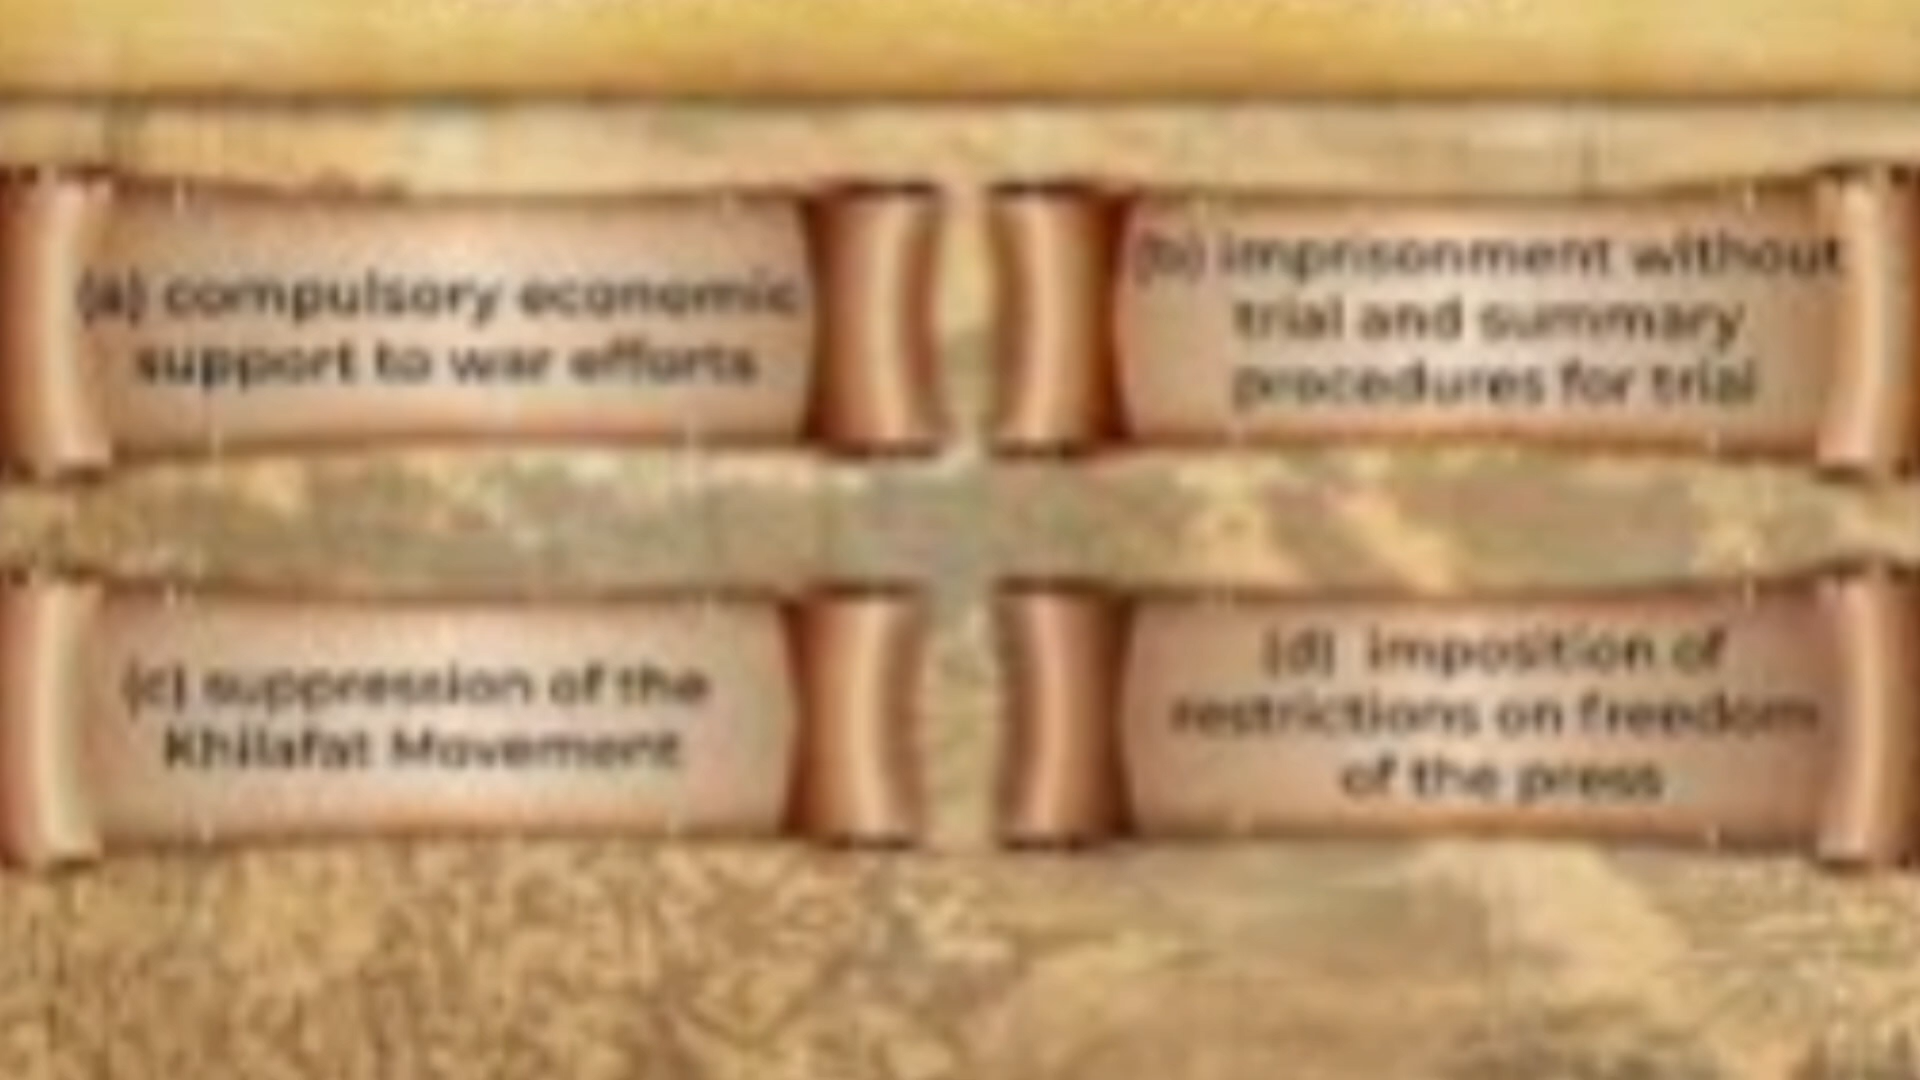 (a) compulsory economic
support to war efforts
(b) imprisonment without
trial and summary
procedures for trial
(c) suppression of the
Khilafat Movement
(d) imposition of
restrictions on freedom
of the press